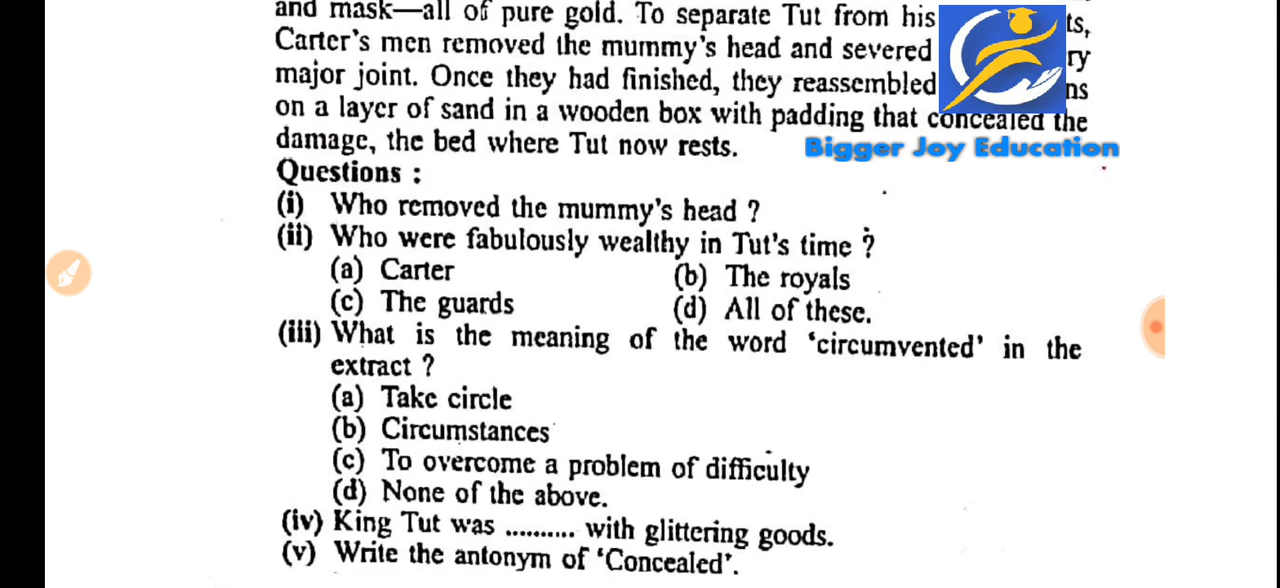 and mask—all of pure gold. To separate Tut from his ts,
Carter's men removed the mummy's head and severed ry
major joint. Once they had finished, they reassembled ns
on a layer of sand in a wooden box with padding that concealed the
damage, the bed where Tut now rests.
Bigger Joy Education
Questions :
(i) Who removed the mummy's head ?
(ii) Who were fabulously wealthy in Tut's time ?
(a) Carter (b) The royals
(c) The guards (d) All of these.
(iii) What is the meaning of the word 'circumvented' in the
extract ?
(a) Take circle
(b) Circumstances
(c) To overcome a problem of difficulty
(d) None of the above.
(iv) King Tut was .......... with glittering goods.
(v) Write the antonym of 'Concealed'.